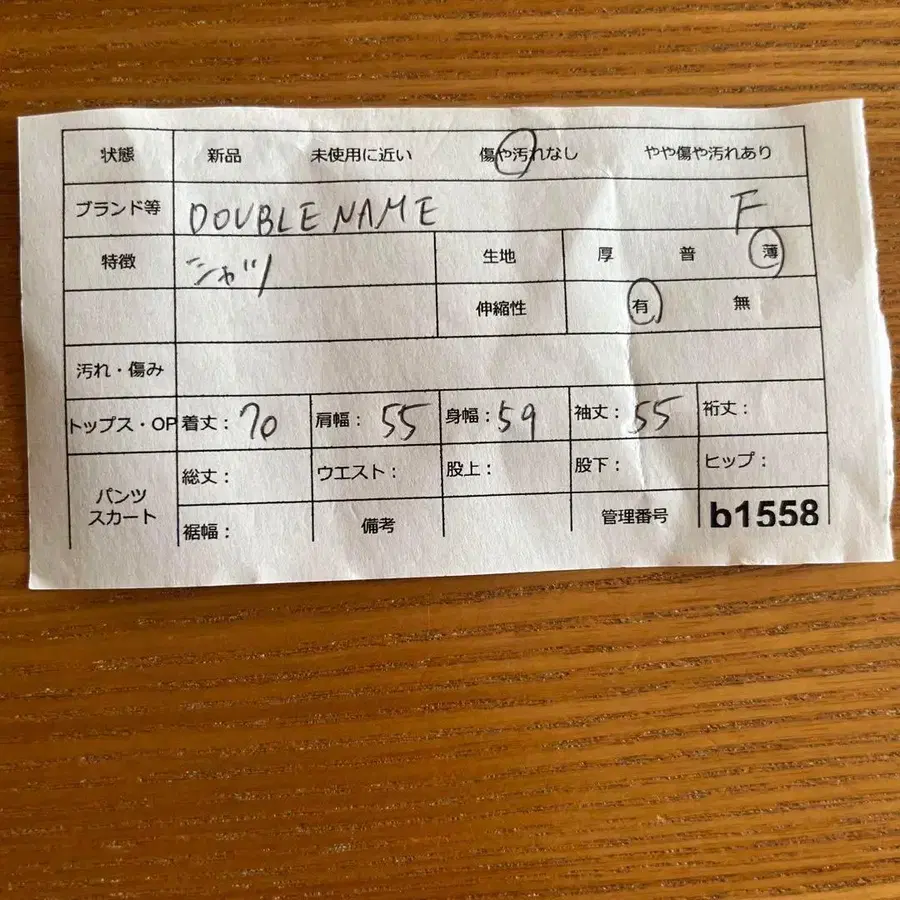 状態 新品 未使用に近い 傷や汚れなし やや傷や汚れあり
ブランド等 DOUBLE NAME F
特徴 シャツ 生地 厚 普 薄
伸縮性 有 無
汚れ・傷み
トップス・OP 着丈：70 肩幅：55 身幅：59 袖丈：55 裄丈：
パンツ スカート 総丈： ウエスト： 股上： 股下： ヒップ：
裾幅： 備考 管理番号 b1558